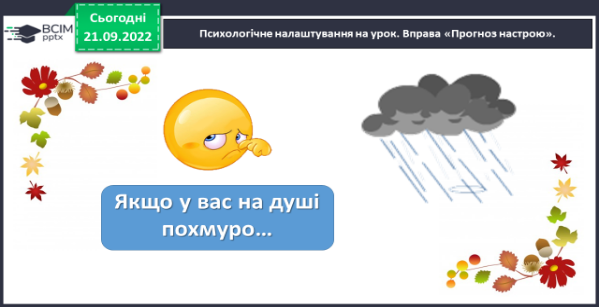 ВСІМ
pptx
Сьогодні
21.09.2022
Психологічне налаштування на урок. Вправа «Прогноз настрою».
Якщо у вас на душі
похмуро...